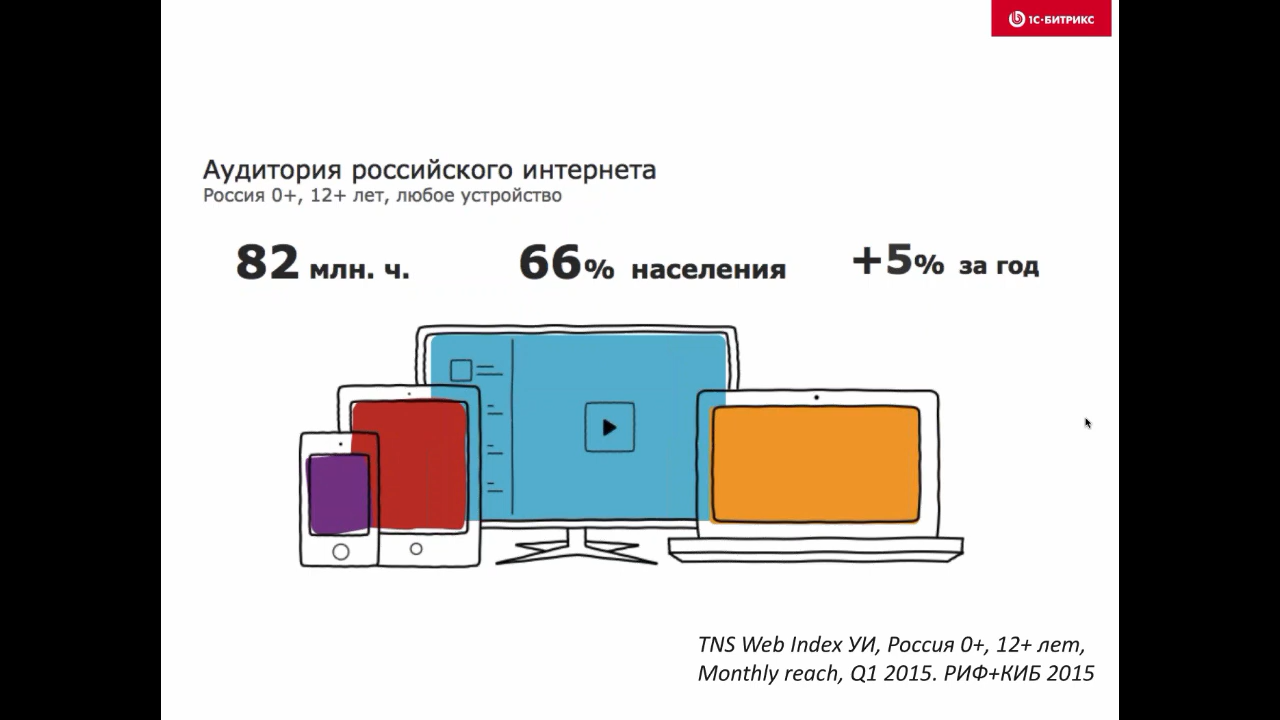 1С-БИТРИКС
Аудитория российского интернета
Россия 0+, 12+ лет, любое устройство
82 млн. ч. 66% населения +5% за год
TNS Web Index УИ, Россия 0+, 12+ лет,
Monthly reach, Q1 2015. РИФ+КИБ 2015